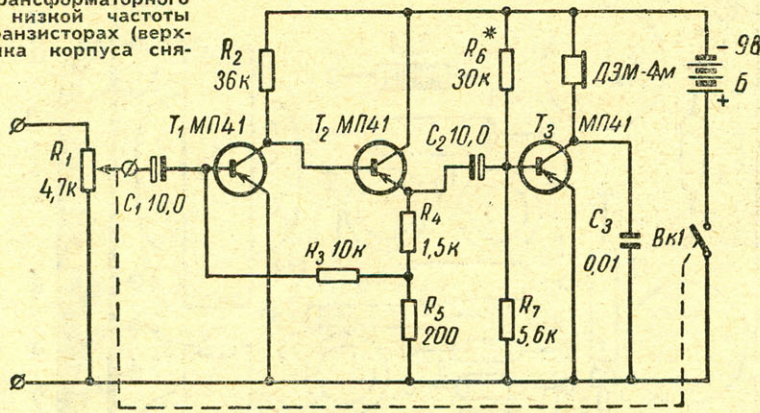 трансформаторного
низкой частоты
ранзисторах (верх-
нка корпуса сня-
R2
36к
R6*
30к
ДЭМ-4м
- 9в
Б
+
T1 МП41
T2 МП41
C2 10,0
T3
МП41
R1
4,7к
C1 10,0
R4
1,5к
C3
0,01
Вк1
R3 10к
R5
200
R7
5,6к